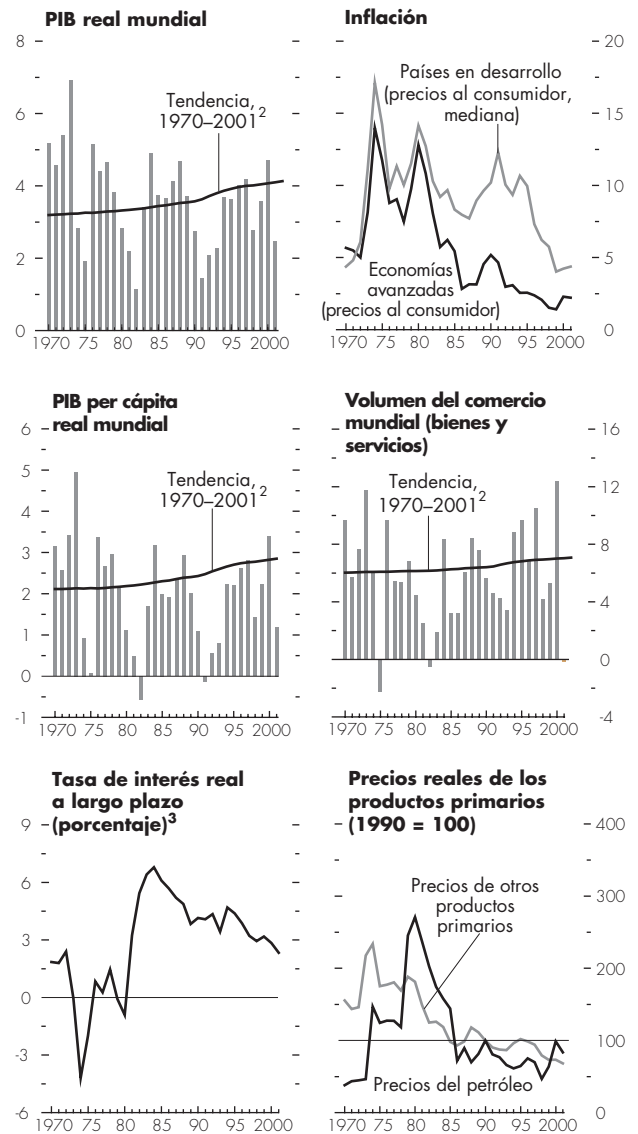 PIB real mundial
8
6
4
2
0
Tendencia,
1970–2001²
1970 75 80 85 90 95 2000
Inflación
20
15
10
5
0
Países en desarrollo
(precios al consumidor,
mediana)
Economías
avanzadas
(precios al consumidor)
1970 75 80 85 90 95 2000
PIB per cápita
real mundial
6
5
4
3
2
1
0
-1
Tendencia,
1970–2001²
1970 75 80 85 90 95 2000
Volumen del comercio
mundial (bienes y
servicios)
16
12
8
4
0
-4
Tendencia,
1970–2001²
1970 75 80 85 90 95 2000
Tasa de interés real
a largo plazo
(porcentaje)³
9
6
3
0
-3
-6
1970 75 80 85 90 95 2000
Precios reales de los
productos primarios
(1990 = 100)
400
300
200
100
0
Precios de otros
productos
primarios
Precios del petróleo
1970 75 80 85 90 95 2000